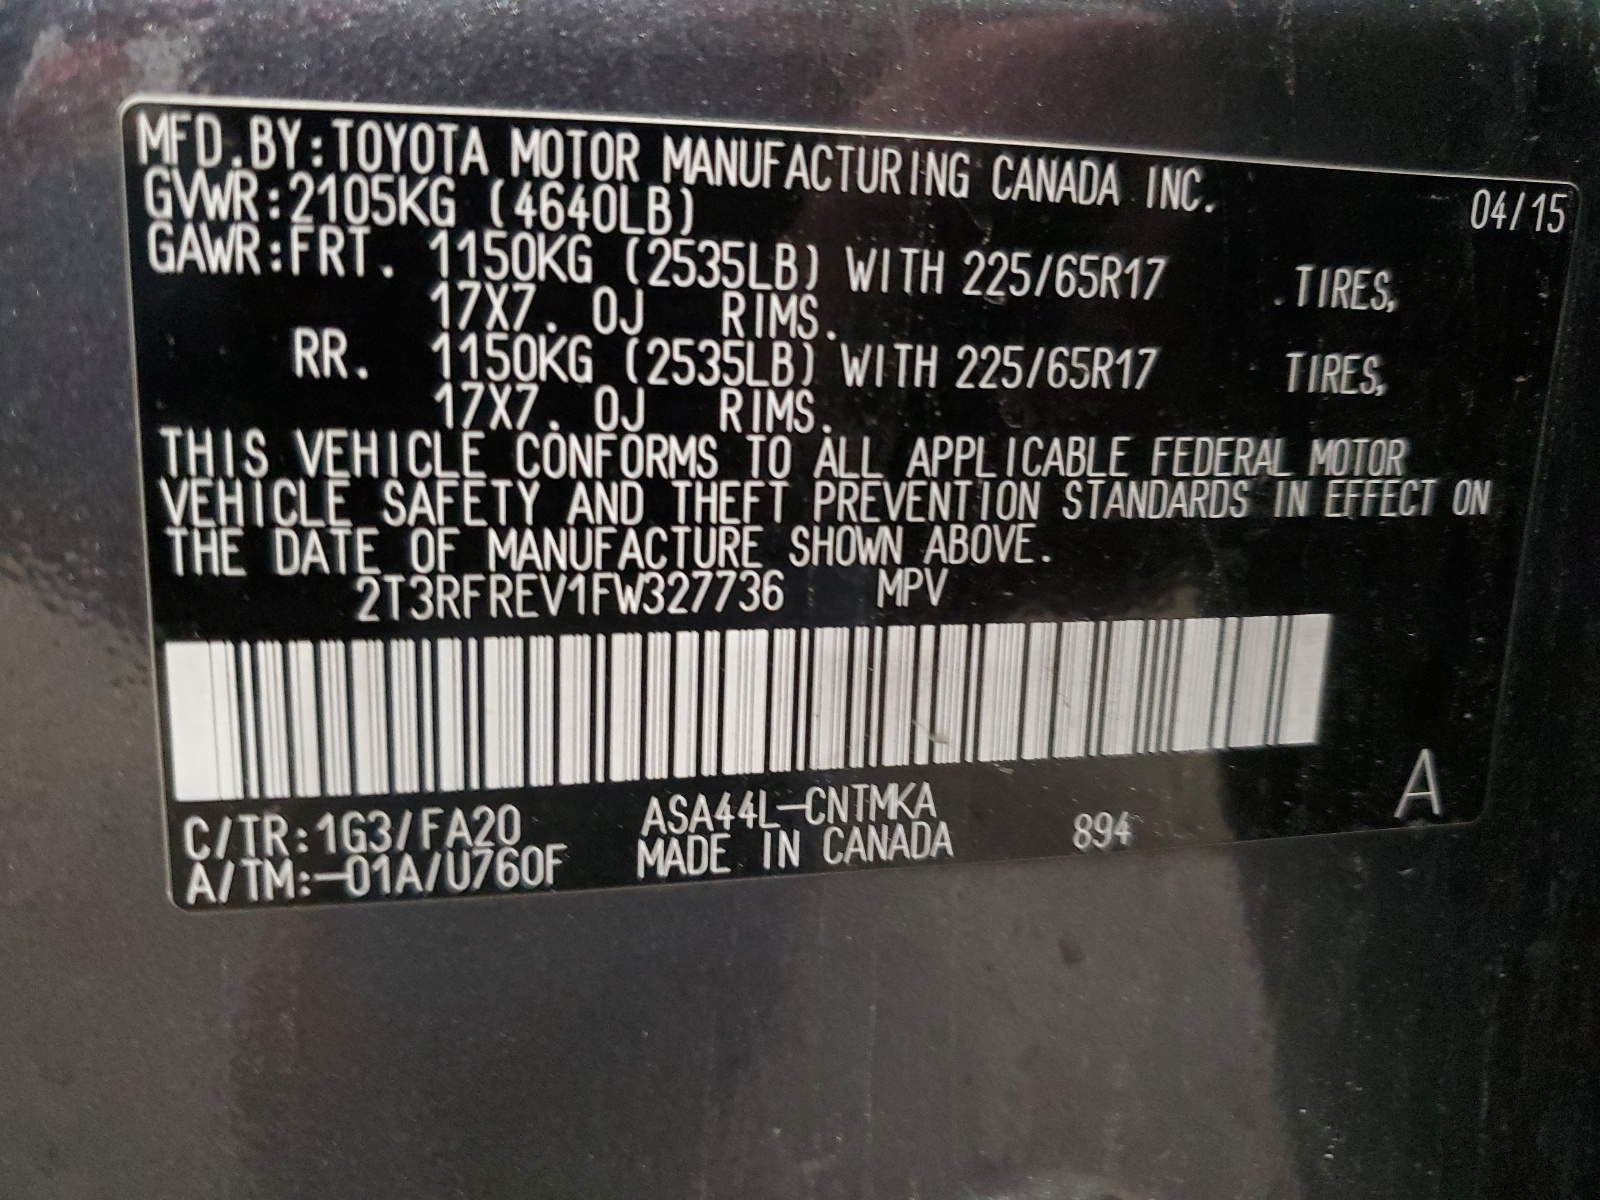 MFD. BY: TOYOTA MOTOR MANUFACTURING CANADA INC. 04/15
GVWR: 2105KG (4640LB)
GAWR: FRT. 1150KG (2535LB) WITH 225/65R17 TIRES,
17X7. 0J RIMS.
RR. 1150KG (2535LB) WITH 225/65R17 TIRES,
17X7. 0J RIMS.
THIS VEHICLE CONFORMS TO ALL APPLICABLE FEDERAL MOTOR
VEHICLE SAFETY AND THEFT PREVENTION STANDARDS IN EFFECT ON
THE DATE OF MANUFACTURE SHOWN ABOVE.
2T3RFREV1FW327736 MPV
A
C/TR: 1G3/FA20 ASA44L-CNTMKA
A/TM:-01A/U760F MADE IN CANADA 894